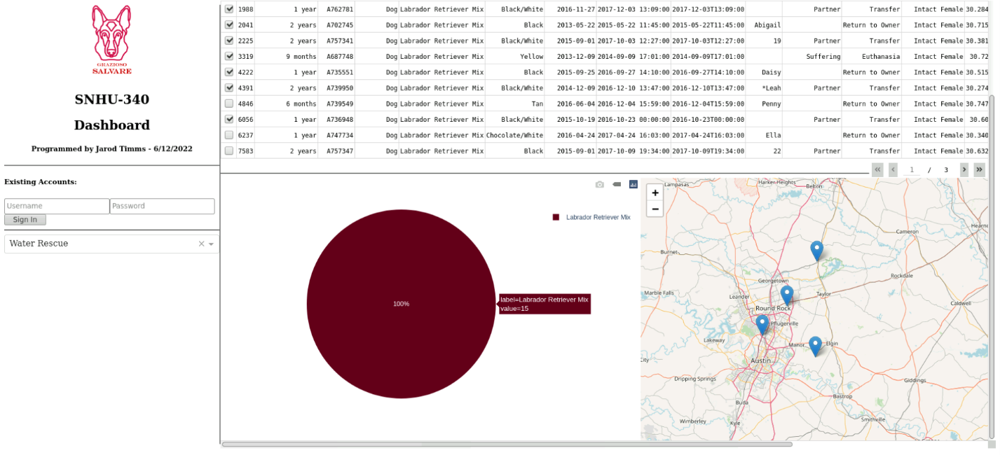 GRAZIOSO
SALVARE
SNHU-340
Dashboard
Programmed by Jarod Timms - 6/12/2022
Existing Accounts:
Username Password
Sign In
Water Rescue
1988 1 year A762781 Dog Labrador Retriever Mix Black/White 2016-11-27 2017-12-03 13:09:00 2017-12-03T13:09:00 Partner Transfer Intact Female 30.284
2041 2 years A702745 Dog Labrador Retriever Mix Black 2013-05-22 2015-05-22 11:45:00 2015-05-22T11:45:00 Abigail Return to Owner Intact Female 30.715
2225 2 years A757341 Dog Labrador Retriever Mix Black/White 2015-09-01 2017-10-03 12:27:00 2017-10-03T12:27:00 19 Partner Transfer Intact Female 30.381
3319 9 months A687748 Dog Labrador Retriever Mix Yellow 2013-12-09 2014-09-09 17:01:00 2014-09-09T17:01:00 Suffering Euthanasia Intact Female 30.72
4222 1 year A735551 Dog Labrador Retriever Mix Black 2015-09-25 2016-09-27 14:10:00 2016-09-27T14:10:00 Daisy Return to Owner Intact Female 30.515
4391 2 years A739950 Dog Labrador Retriever Mix Black/White 2014-12-09 2016-12-10 13:47:00 2016-12-10T13:47:00 *Leah Partner Transfer Intact Female 30.274
4846 6 months A739549 Dog Labrador Retriever Mix Tan 2016-06-04 2016-12-04 15:59:00 2016-12-04T15:59:00 Penny Return to Owner Intact Female 30.747
6056 1 year A736948 Dog Labrador Retriever Mix Black 2015-10-19 2016-10-23 00:00:00 2016-10-23T00:00:00 Partner Transfer Intact Female 30.60
6237 1 year A747734 Dog Labrador Retriever Mix Chocolate/White 2016-04-24 2017-04-24 16:03:00 2017-04-24T16:03:00 Ella Return to Owner Intact Female 30.340
7583 2 years A757347 Dog Labrador Retriever Mix Black 2015-09-01 2017-10-09 19:34:00 2017-10-09T19:34:00 22 Partner Transfer Intact Female 30.632
1 / 3
Labrador Retriever Mix
100%
label=Labrador Retriever Mix
value=15
+
−
Lampasas
Harker Heights
Belton
Cameron
Hearne
Burnet
Rockdale
Georgetown
Marble Falls
Leander
Taylor
Caldwell
Round Rock
Pflugerville
Lakeway
Manor
Elgin
City
Austin
Dripping Springs
Giddings
Bastrop
Buda
Wimberley
Kyle
Smithville